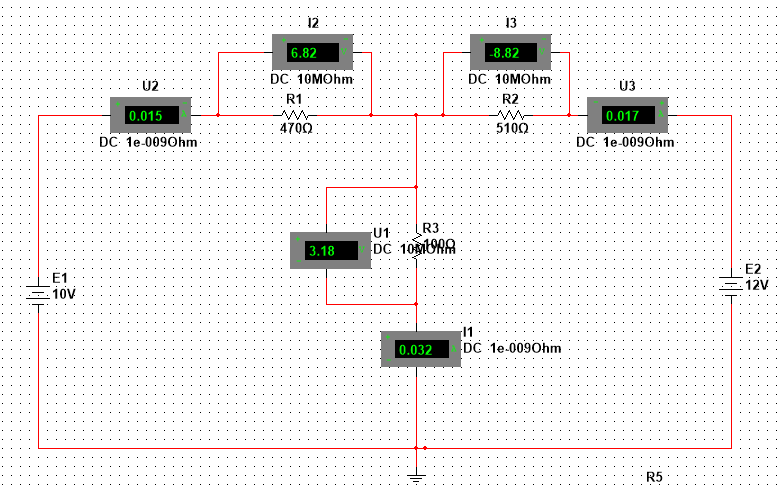 I2
6.82
DC 10MOhm
I3
-8.82
DC 10MOhm
U2
0.015
DC 1e-009Ohm
R1
470Ω
R2
510Ω
U3
0.017
DC 1e-009Ohm
U1
3.18
DC 10MOhm
R3
100Ω
E1
10V
E2
12V
I1
0.032
DC 1e-009Ohm
R5